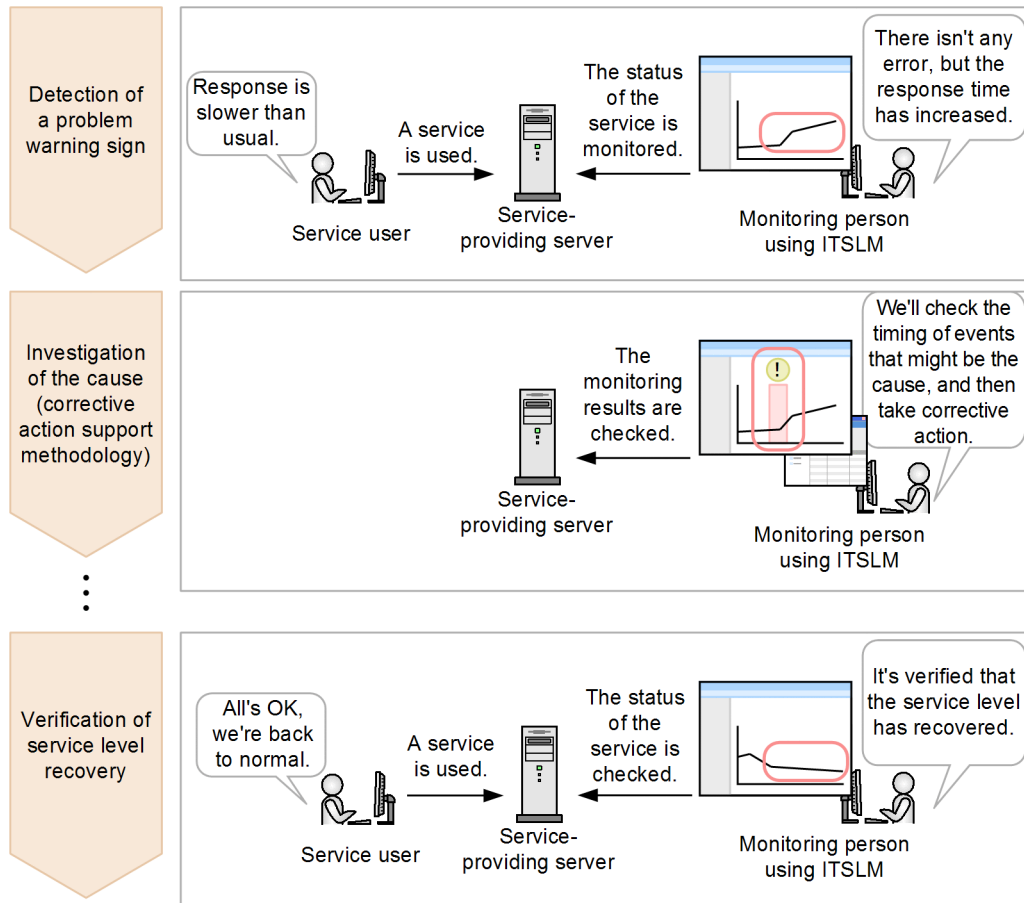 Detection of
a problem
warning sign
Response is
slower than
usual.
A service
is used.
The status
of the
service is
monitored.
There isn't any
error, but the
response time
has increased.
Service user
Service-
providing server
Monitoring person
using ITSLM
Investigation
of the cause
(corrective
action support
methodology)
The
monitoring
results are
checked.
!
We'll check the
timing of events
that might be the
cause, and then
take corrective
action.
Service-
providing server
Monitoring person
using ITSLM
Verification of
service level
recovery
All's OK,
we're back
to normal.
A service
is used.
The status
of the
service is
checked.
It's verified that
the service level
has recovered.
Service user
Service-
providing server
Monitoring person
using ITSLM